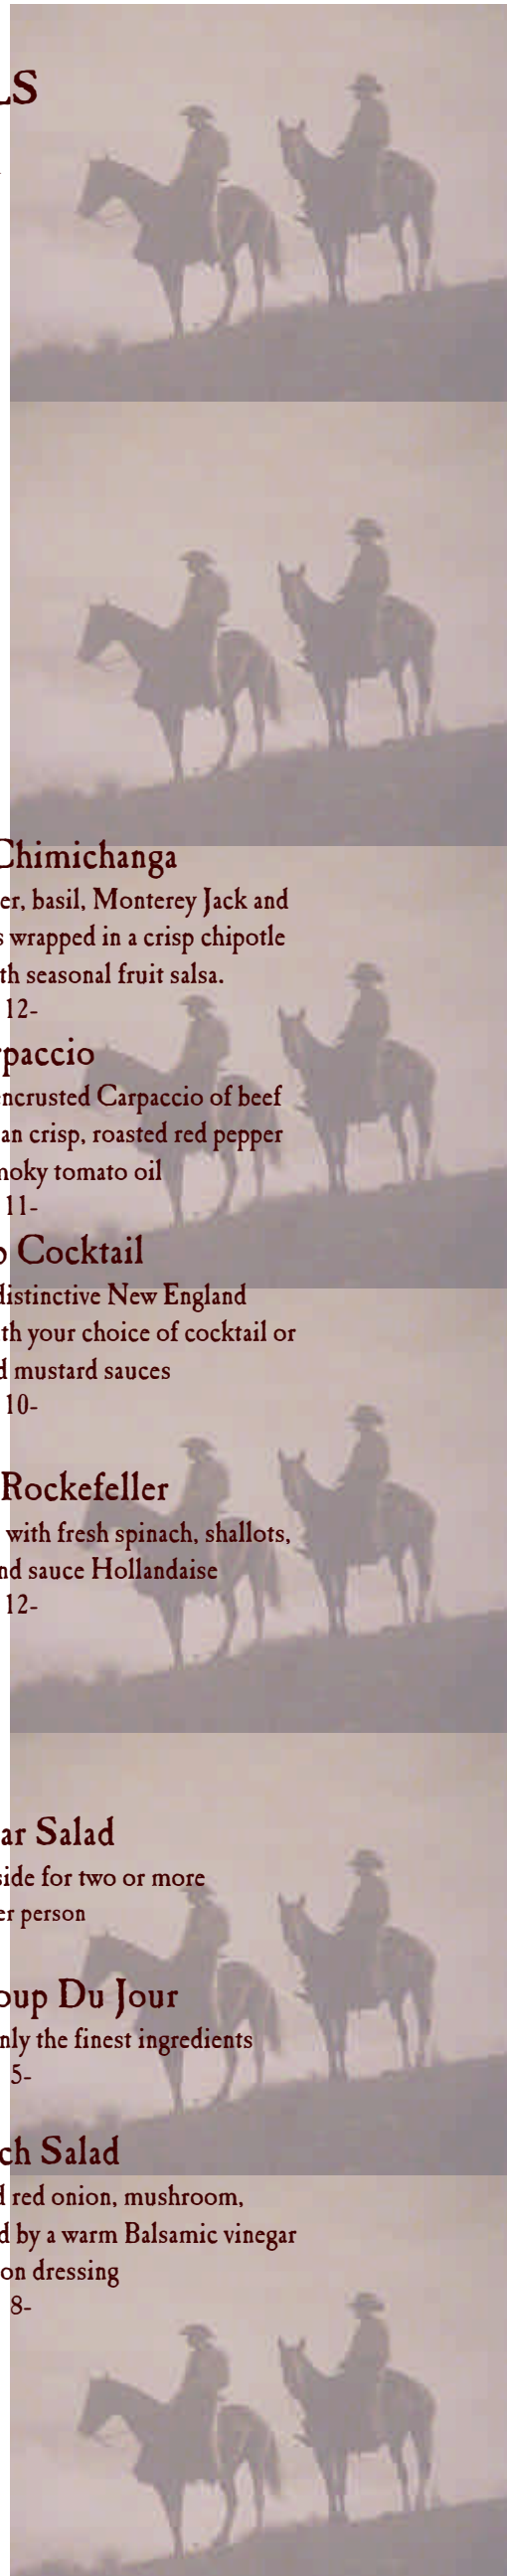 LS
Chimichanga
er, basil, Monterey Jack and
s wrapped in a crisp chipotle
th seasonal fruit salsa.
12-
rpaccio
encrusted Carpaccio of beef
an crisp, roasted red pepper
moky tomato oil
11-
p Cocktail
distinctive New England
th your choice of cocktail or
d mustard sauces
10-
Rockefeller
with fresh spinach, shallots,
nd sauce Hollandaise
12-
ar Salad
side for two or more
er person
oup Du Jour
nly the finest ingredients
5-
ch Salad
d red onion, mushroom,
d by a warm Balsamic vinegar
on dressing
8-